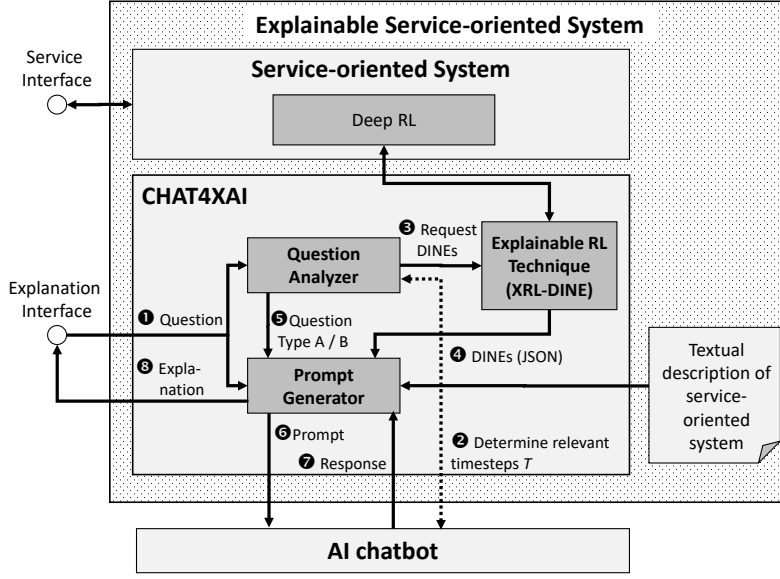 Explainable Service-oriented System
Service
Interface
Service-oriented System
Deep RL
CHAT4XAI
❸ Request
DINEs
Question
Analyzer
Explainable RL
Technique
(XRL-DINE)
Explanation
Interface
❶ Question
❺Question
Type A / B
❹ DINEs (JSON)
❽ Expla-
nation
Prompt
Generator
Textual
description of
service-
oriented
system
❻Prompt
❼ Response
❷ Determine relevant
timesteps T
AI chatbot